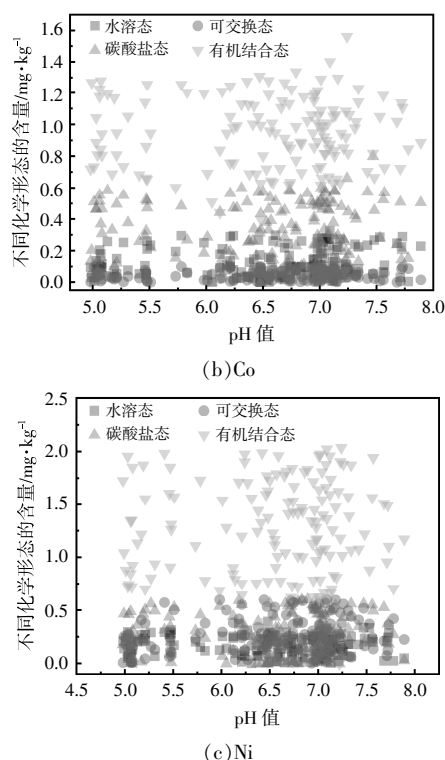 不同化学形态的含量/mg·kg⁻¹
1.6
1.4
1.2
1.0
0.8
0.6
0.4
0.2
0.0
■ 水溶态 ● 可交换态
▲ 碳酸盐态 ▼ 有机结合态
5.0 5.5 6.0 6.5 7.0 7.5 8.0
pH 值
(b)Co
不同化学形态的含量/mg·kg⁻¹
2.5
2.0
1.5
1.0
0.5
0.0
■ 水溶态 ● 可交换态
▲ 碳酸盐态 ▼ 有机结合态
4.5 5.0 5.5 6.0 6.5 7.0 7.5 8.0
pH 值
(c)Ni